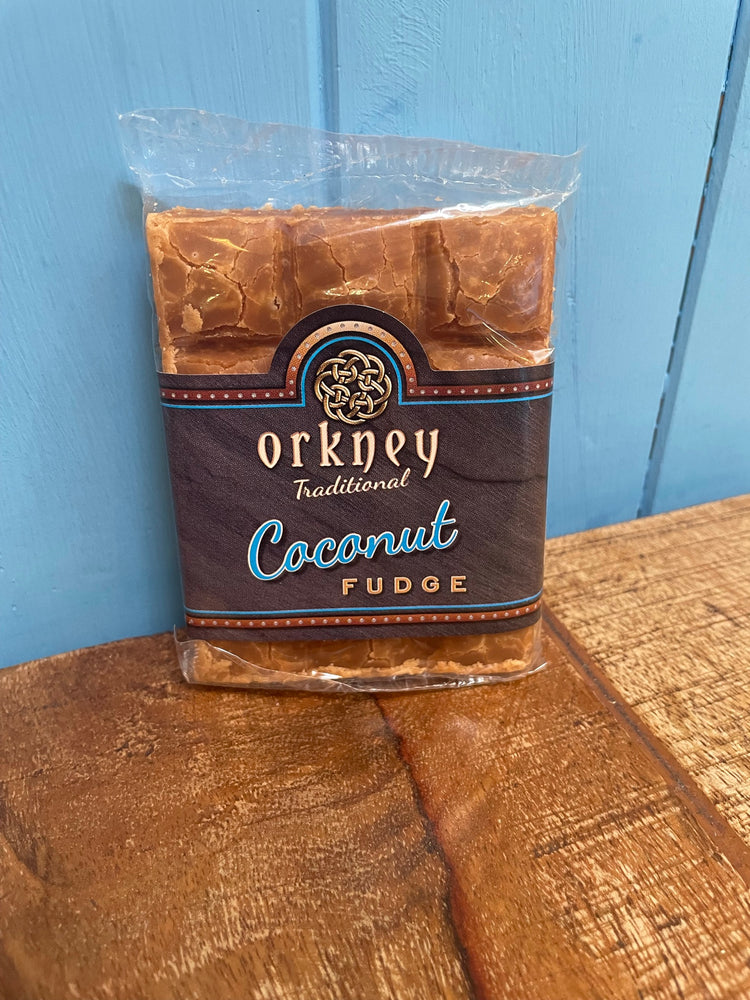 orkney
Traditional
Coconut
FUDGE